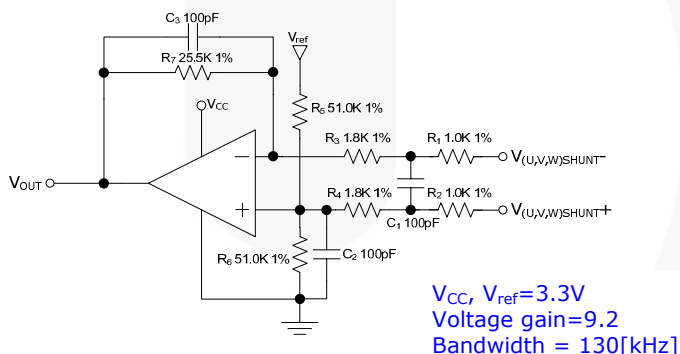 C3 100pF
R7 25.5K 1%
Vref
VCC
R5 51.0K 1%
R3 1.8K 1%
R1 1.0K 1%
V(U,V,W)SHUNT-
VOUT
−
+
R4 1.8K 1%
R2 1.0K 1%
V(U,V,W)SHUNT+
C1 100pF
R6 51.0K 1%
C2 100pF
VCC, Vref=3.3V
Voltage gain=9.2
Bandwidth = 130[kHz]